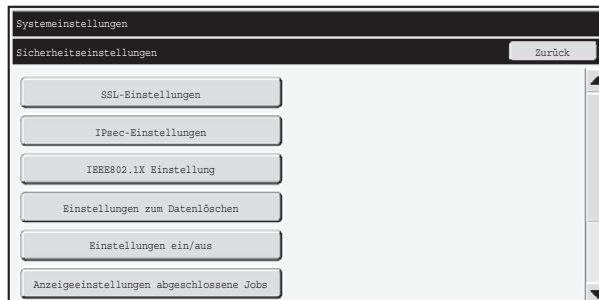 Systemeinstellungen
Sicherheitseinstellungen
Zurück
SSL-Einstellungen
IPsec-Einstellungen
IEEE802.1X Einstellung
Einstellungen zum Datenlöschen
Einstellungen ein/aus
Anzeigeeinstellungen abgeschlossene Jobs